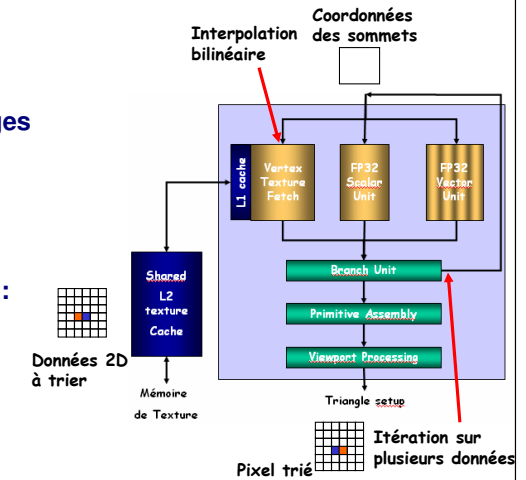 Coordonnées
des sommets
Interpolation
bilinéaire
ges
L1 cache
Vertex
Texture
Fetch
FP32
Scalar
Unit
FP32
Vector
Unit
Shared
L2
texture
Cache
:
Branch Unit
Primitive Assembly
Viewport Processing
Données 2D
à trier
Mémoire
de Texture
Triangle setup
Itération sur
plusieurs données
Pixel trié